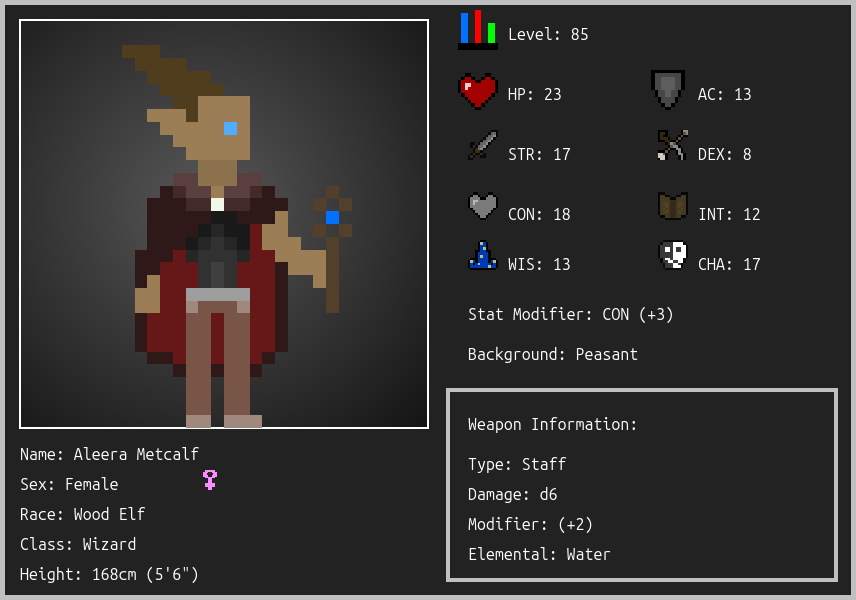 Level: 85
HP: 23
AC: 13
STR: 17
DEX: 8
CON: 18
INT: 12
WIS: 13
CHA: 17
Stat Modifier: CON (+3)
Background: Peasant
Weapon Information:
Type: Staff
Damage: d6
Modifier: (+2)
Elemental: Water
Name: Aleera Metcalf
Sex: Female
Race: Wood Elf
Class: Wizard
Height: 168cm (5'6")